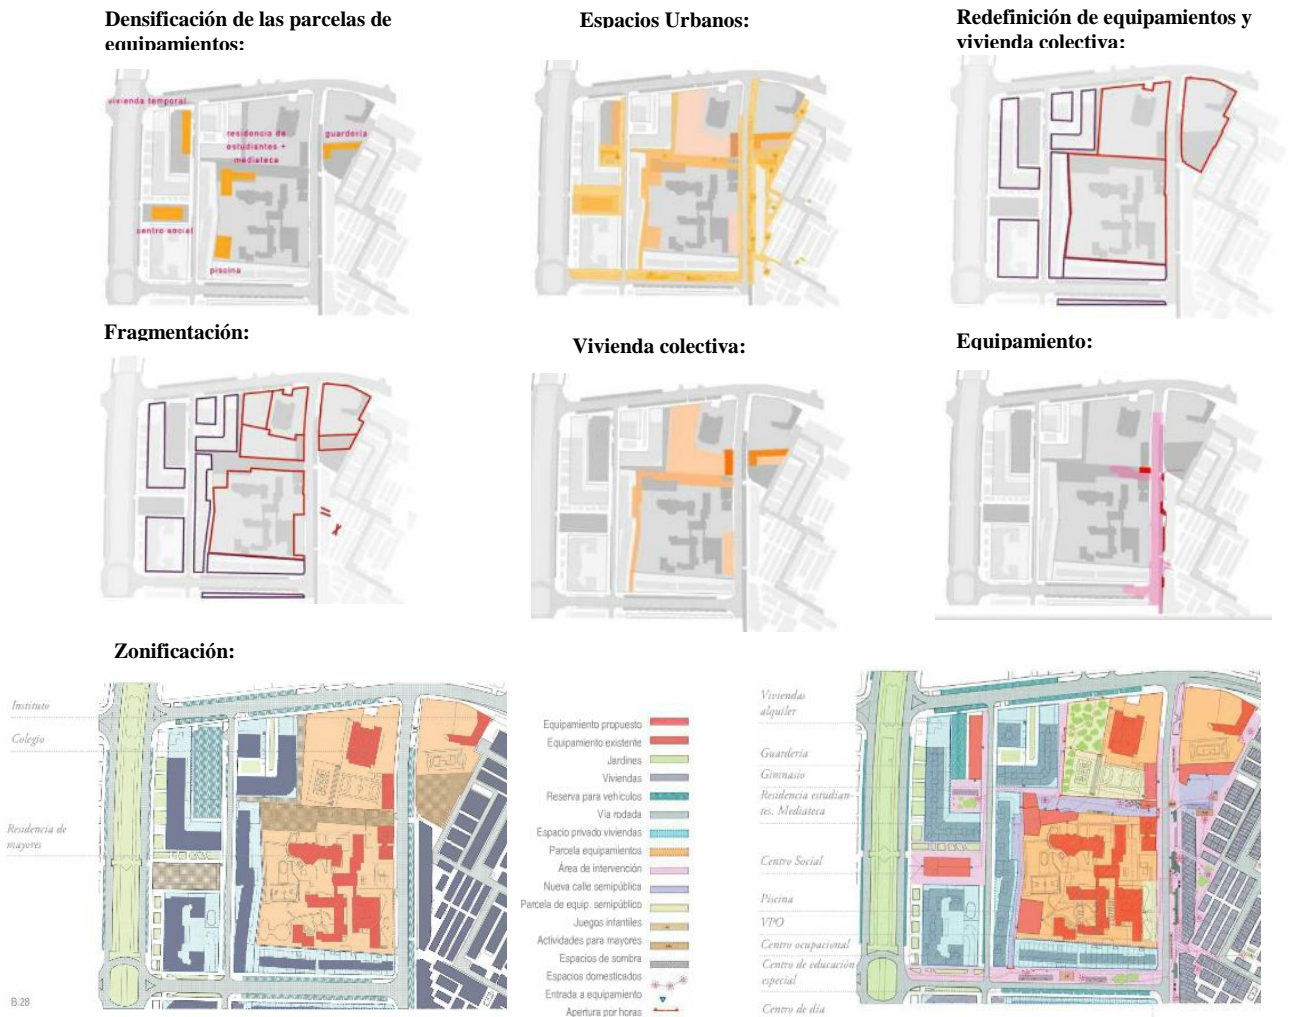 Densificación de las parcelas de
equipamientos:
Espacios Urbanos:
Redefinición de equipamientos y
vivienda colectiva:
vivienda temporal
residencia de
estudiantes +
mediateca
guardería
centro social
piscina
Fragmentación:
Vivienda colectiva:
Equipamiento:
Zonificación:
Instituto
Colegio
Residencia de
mayores
B.28
Equipamiento propuesto
Equipamiento existente
Jardines
Viviendas
Reserva para vehículos
Vía rodada
Espacio privado viviendas
Parcela equipamientos
Área de intervención
Nueva calle semipública
Parcela de equip. semipúblico
Juegos infantiles
Actividades para mayores
Espacios de sombra
Espacios domesticados
Entrada a equipamiento
Apertura por horas
Viviendas
alquiler
Guardería
Gimnasio
Residencia estudian-
tes. Mediateca
Centro Social
Piscina
VPO
Centro ocupacional
Centro de educación
especial
Centro de día